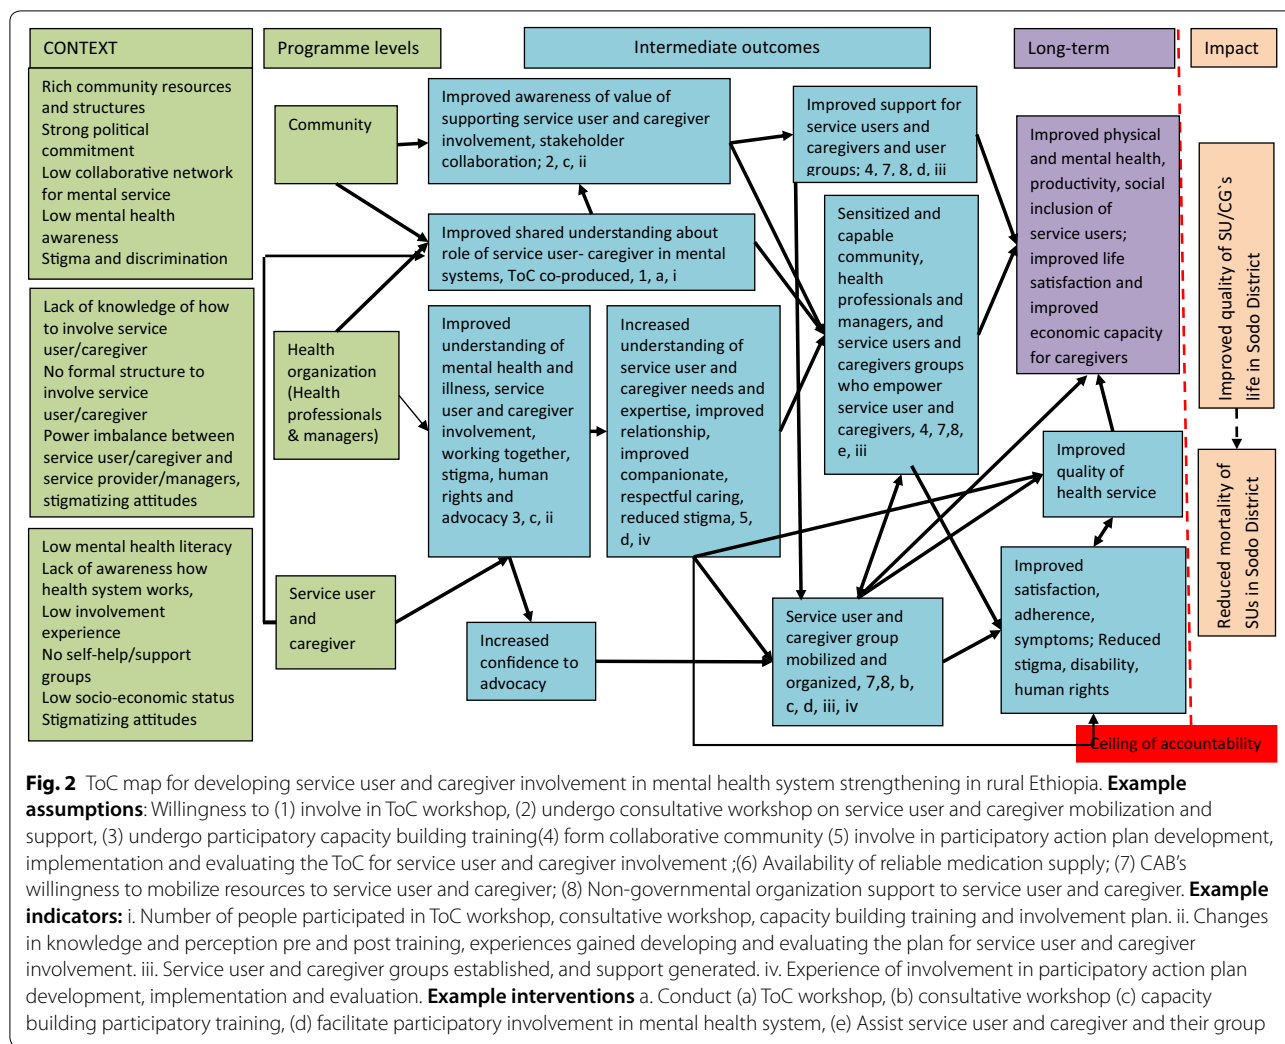 CONTEXT
Programme levels
Intermediate outcomes
Long-term
Impact
Rich community resources
and structures
Strong political
commitment
Low collaborative network
for mental service
Low mental health
awareness
Stigma and discrimination
Lack of knowledge of how
to involve service
user/caregiver
No formal structure to
involve service
user/caregiver
Power imbalance between
service user/caregiver and
service provider/managers,
stigmatizing attitudes
Low mental health literacy
Lack of awareness how
health system works,
Low involvement
experience
No self-help/support
groups
Low socio-economic status
Stigmatizing attitudes
Community
Health
organization
(Health
professionals
& managers)
Service user
and
caregiver
Improved awareness of value of
supporting service user and caregiver
involvement, stakeholder
collaboration; 2, c, ii
Improved shared understanding about
role of service user- caregiver in mental
systems, ToC co-produced, 1, a, i
Improved
understanding of
mental health and
illness, service
user and caregiver
involvement,
working together,
stigma, human
rights and
advocacy 3, c, ii
Increased
understanding of
service user and
caregiver needs and
expertise, improved
relationship,
improved
companionate,
respectful caring,
reduced stigma, 5,
d, iv
Increased
confidence to
advocacy
Improved support for
service users and
caregivers and user
groups; 4, 7, 8, d, iii
Sensitized and
capable
community,
health
professionals and
managers, and
service users and
caregivers groups
who empower
service user and
caregivers, 4, 7,8,
e, iii
Service user and
caregiver group
mobilized and
organized, 7,8, b,
c, d, iii, iv
Improved physical
and mental health,
productivity, social
inclusion of
service users;
improved life
satisfaction and
improved
economic capacity
for caregivers
Improved
quality of
health service
Improved
satisfaction,
adherence,
symptoms; Reduced
stigma, disability,
human rights
Improved quality of SU/CG`s
life in Sodo District
Reduced mortality of
SUs in Sodo District
Ceiling of accountability
Fig. 2 ToC map for developing service user and caregiver involvement in mental health system strengthening in rural Ethiopia. Example
assumptions: Willingness to (1) involve in ToC workshop, (2) undergo consultative workshop on service user and caregiver mobilization and
support, (3) undergo participatory capacity building training(4) form collaborative community (5) involve in participatory action plan development,
implementation and evaluating the ToC for service user and caregiver involvement ;(6) Availability of reliable medication supply; (7) CAB's
willingness to mobilize resources to service user and caregiver; (8) Non-governmental organization support to service user and caregiver. Example
indicators: i. Number of people participated in ToC workshop, consultative workshop, capacity building training and involvement plan. ii. Changes
in knowledge and perception pre and post training, experiences gained developing and evaluating the plan for service user and caregiver
involvement. iii. Service user and caregiver groups established, and support generated. iv. Experience of involvement in participatory action plan
development, implementation and evaluation. Example interventions a. Conduct (a) ToC workshop, (b) consultative workshop (c) capacity
building participatory training, (d) facilitate participatory involvement in mental health system, (e) Assist service user and caregiver and their group